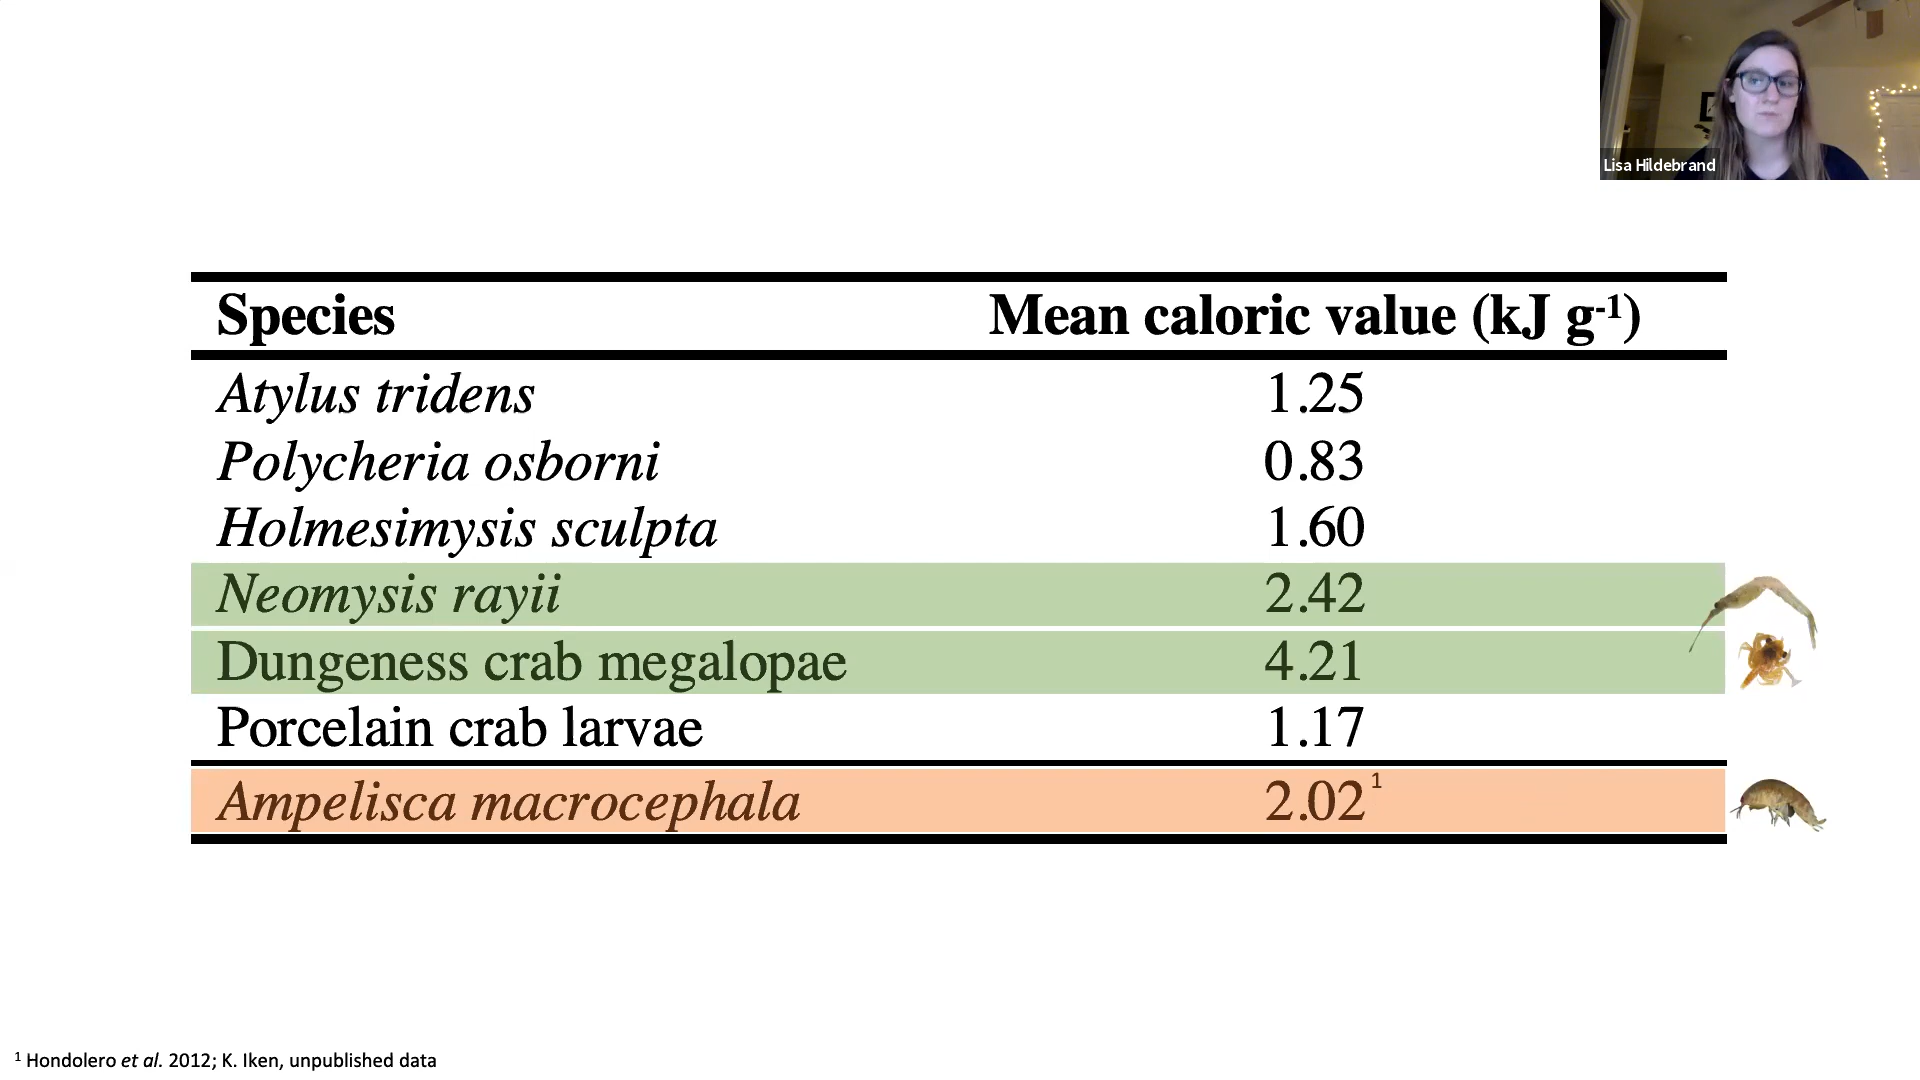 Lisa Hildebrand
Species Mean caloric value (kJ g-1)
Atylus tridens 1.25
Polycheria osborni 0.83
Holmesimysis sculpta 1.60
Neomysis rayii 2.42
Dungeness crab megalopae 4.21
Porcelain crab larvae 1.17
Ampelisca macrocephala 2.02 1
1 Hondolero et al. 2012; K. Iken, unpublished data